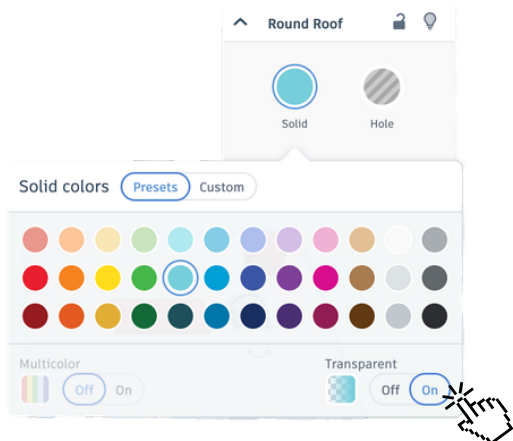 Round Roof
Solid Hole
Solid colors Presets Custom
Multicolor Transparent
Off On Off On